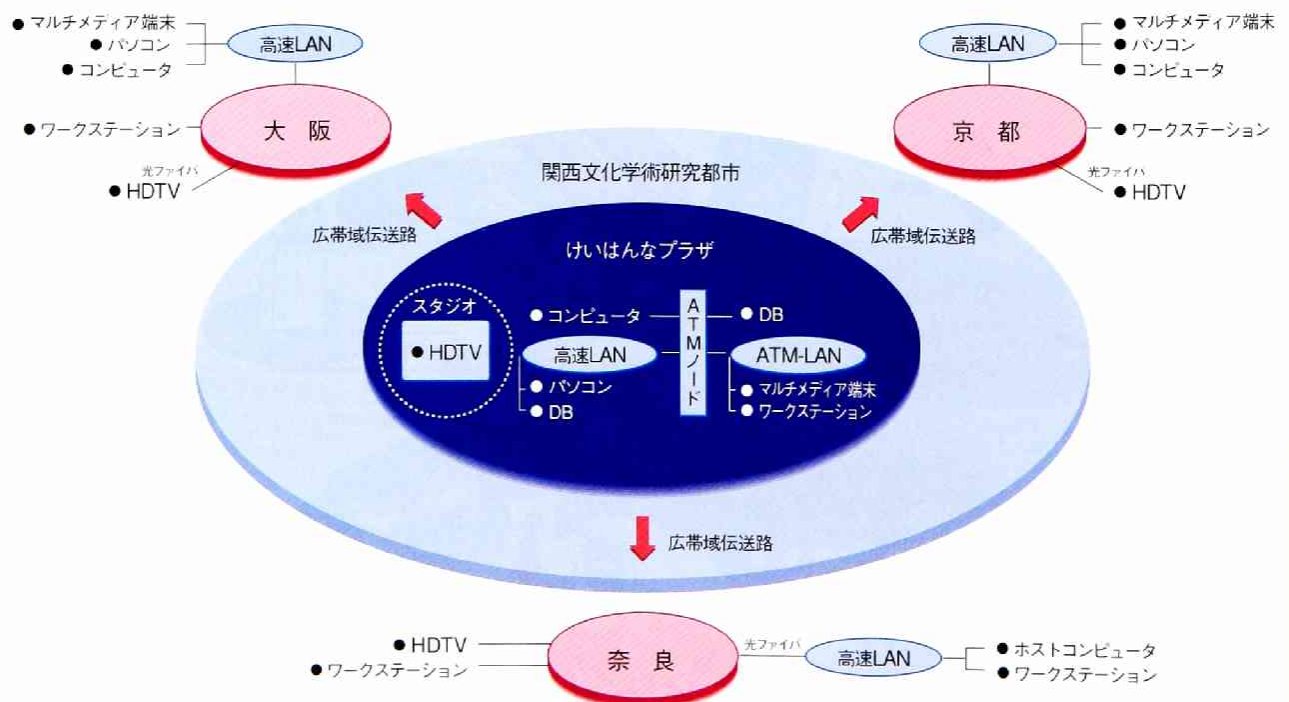 ● マルチメディア端末
● パソコン
● コンピュータ
高速LAN
大　阪
● ワークステーション
光ファイバ
● HDTV
高速LAN
● マルチメディア端末
● パソコン
● コンピュータ
京　都
● ワークステーション
光ファイバ
● HDTV
関西文化学術研究都市
広帯域伝送路
広帯域伝送路
けいはんなプラザ
スタジオ
● HDTV
● コンピュータ
高速LAN
● パソコン
● DB
ATMノード
● DB
ATM-LAN
● マルチメディア端末
● ワークステーション
広帯域伝送路
● HDTV
● ワークステーション
奈　良
光ファイバ
高速LAN
● ホストコンピュータ
● ワークステーション